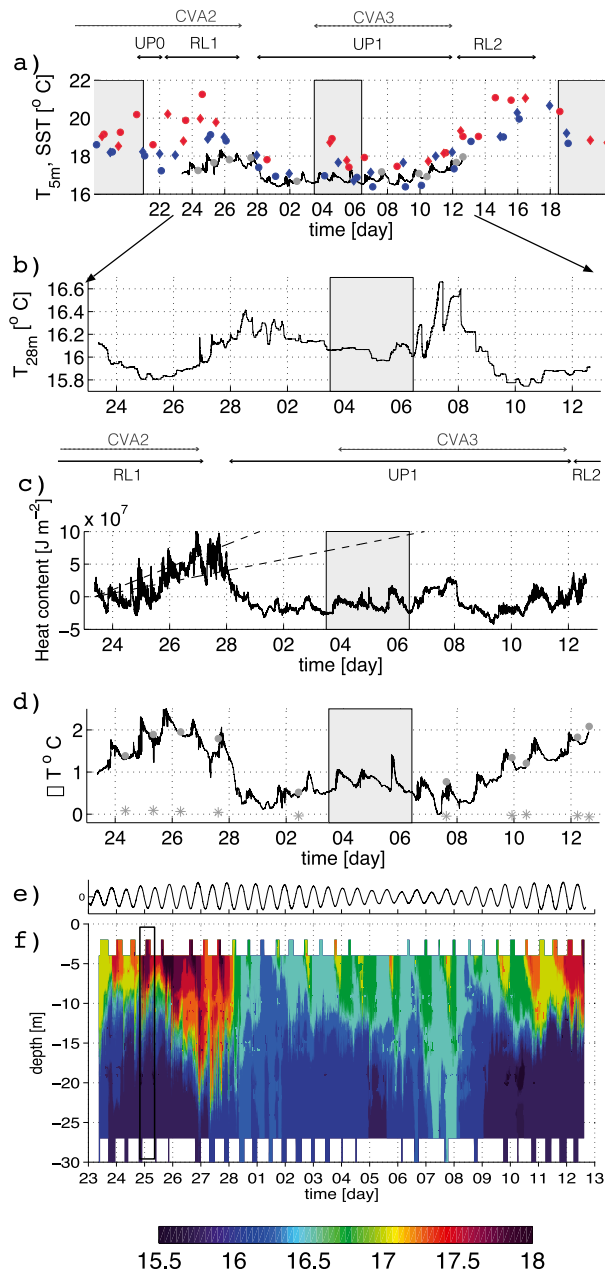 CVA2 CVA3
UP0 RL1 UP1 RL2
a)
T5m, SST [° C]
22
20
18
16
22 24 26 28 02 04 06 08 10 12 14 16 18
time [day]
b)
T28m [° C]
16.6
16.2
16
15.8
24 26 28 02 04 06 08 10 12
CVA2 CVA3
RL1 UP1 RL2
c)
x 10^7
Heat content [J m−2]
10
5
0
−5
24 26 28 02 04 06 08 10 12
time [day]
d)
□ T ° C
2
1
0
24 26 28 02 04 06 08 10 12
time [day]
e)
0
f)
depth [m]
0
−5
−10
−15
−20
−25
−30
23 24 25 26 27 28 01 02 03 04 05 06 07 08 09 10 11 12 13
time [day]
15.5 16 16.5 17 17.5 18